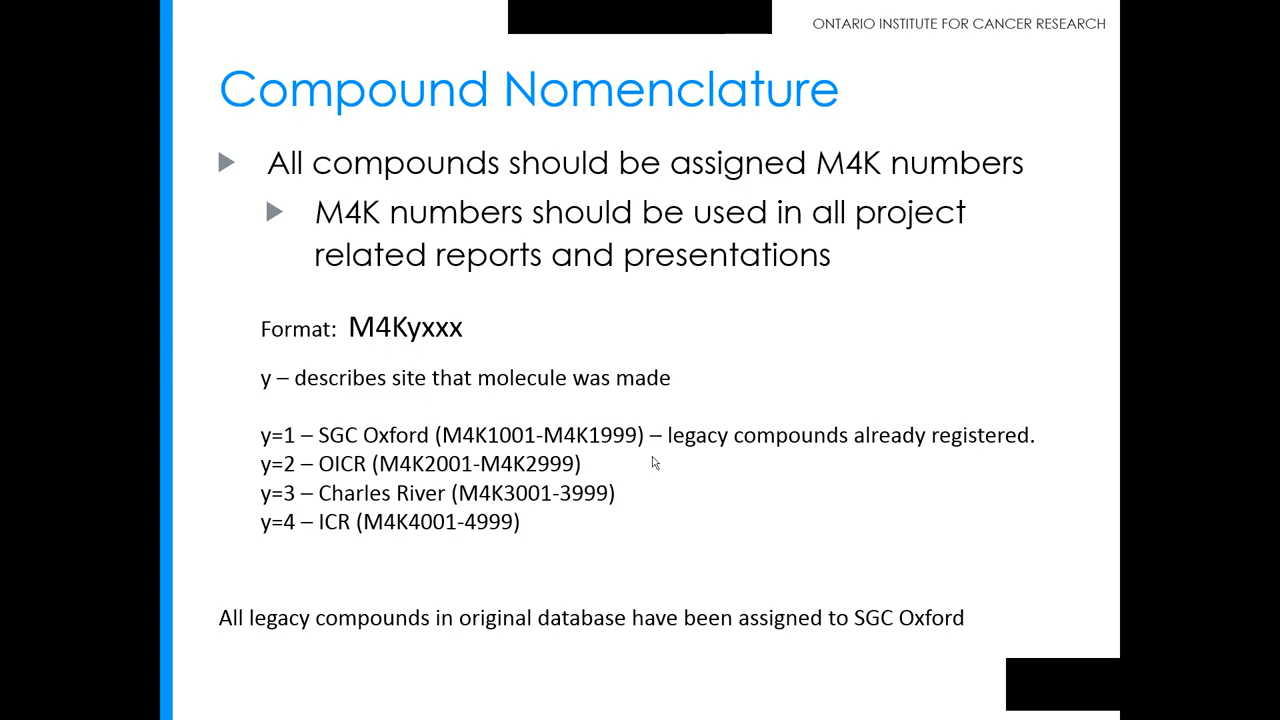 ONTARIO INSTITUTE FOR CANCER RESEARCH
Compound Nomenclature
All compounds should be assigned M4K numbers
M4K numbers should be used in all project
related reports and presentations
Format: M4Kyxxx
y – describes site that molecule was made
y=1 – SGC Oxford (M4K1001-M4K1999) – legacy compounds already registered.
y=2 – OICR (M4K2001-M4K2999)
y=3 – Charles River (M4K3001-3999)
y=4 – ICR (M4K4001-4999)
All legacy compounds in original database have been assigned to SGC Oxford